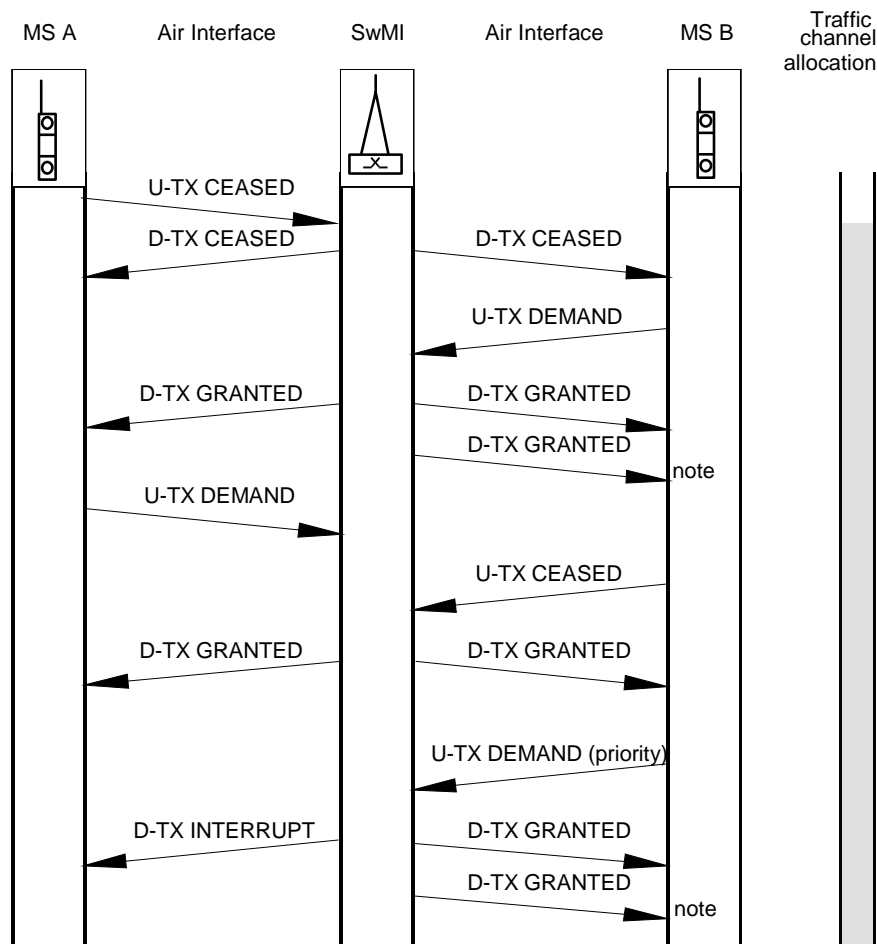 MS A Air Interface SwMI Air Interface MS B Traffic
channel
allocation
U-TX CEASED
D-TX CEASED D-TX CEASED
U-TX DEMAND
D-TX GRANTED D-TX GRANTED
D-TX GRANTED
note
U-TX DEMAND
U-TX CEASED
D-TX GRANTED D-TX GRANTED
U-TX DEMAND (priority)
D-TX INTERRUPT D-TX GRANTED
D-TX GRANTED
note